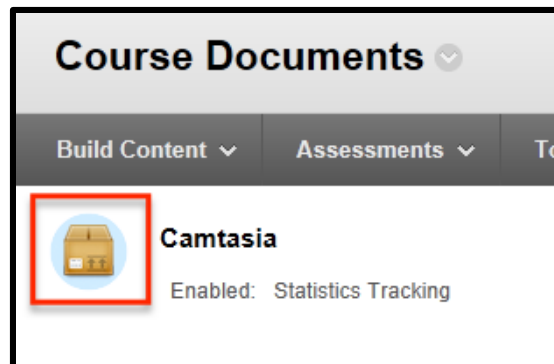 Course Documents
Build Content Assessments
Camtasia
Enabled: Statistics Tracking